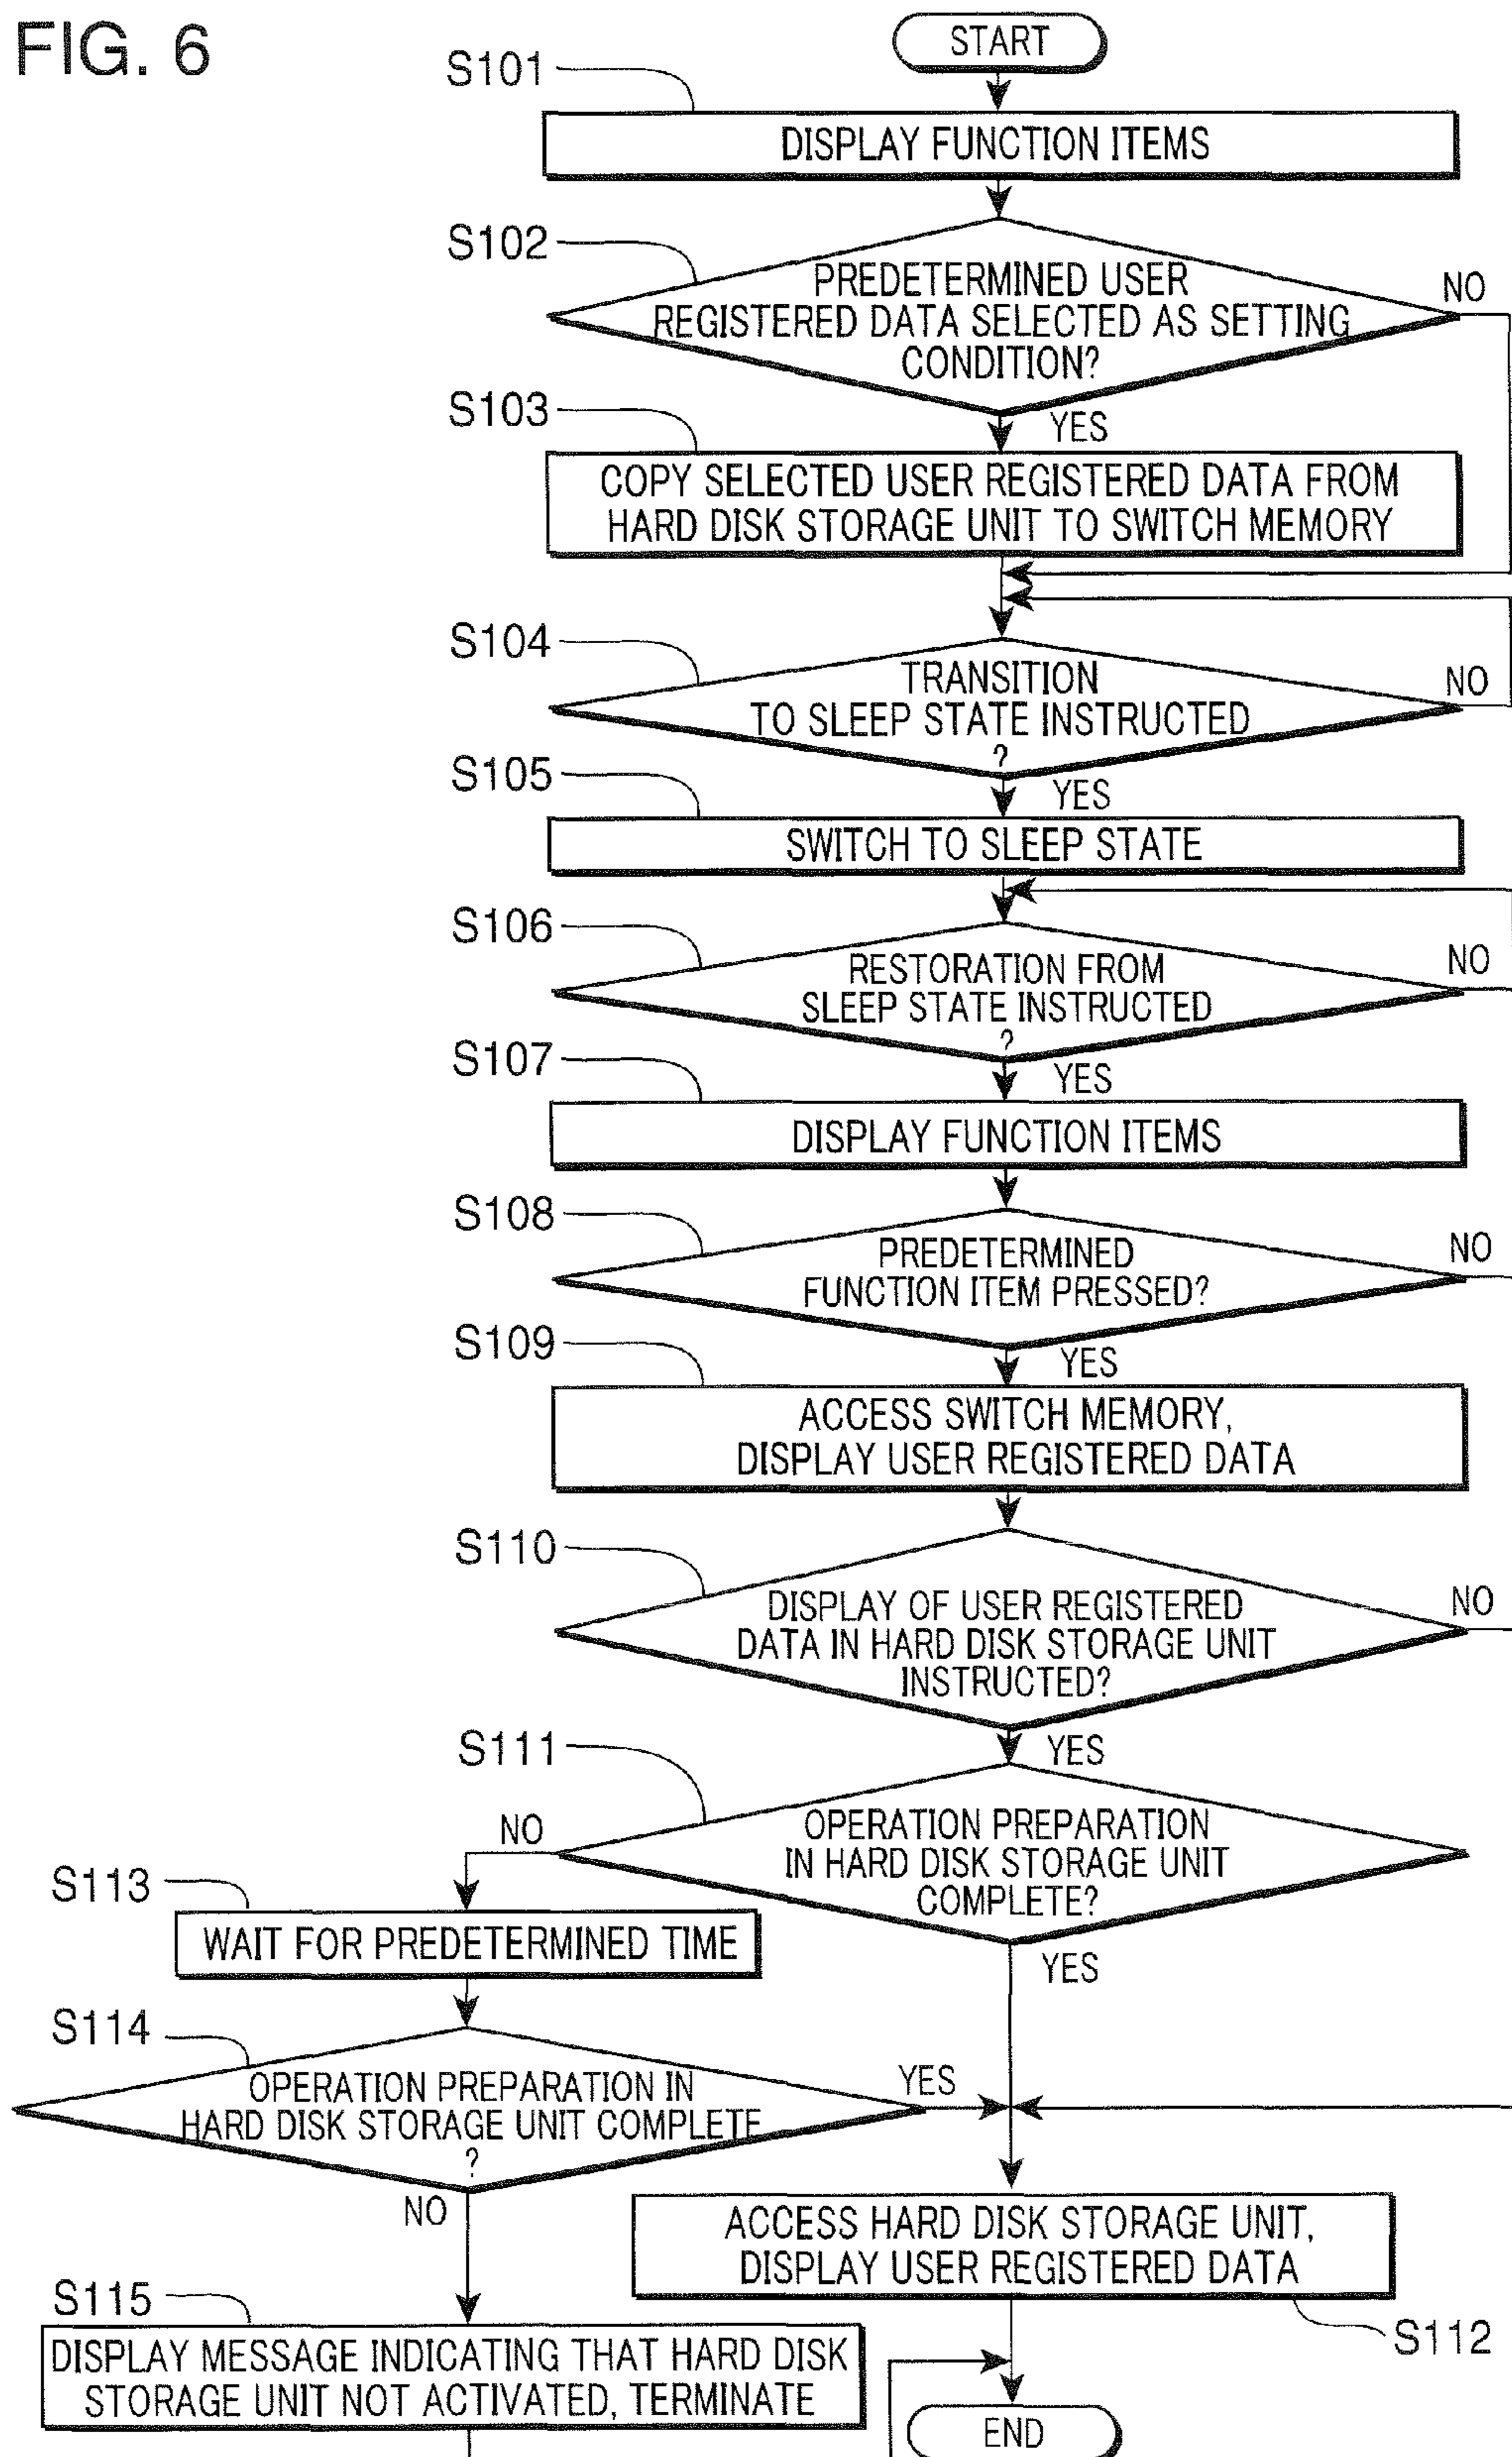 FIG. 6
START
S101
DISPLAY FUNCTION ITEMS
S102
PREDETERMINED USER
REGISTERED DATA SELECTED AS SETTING
CONDITION?
NO
YES
S103
COPY SELECTED USER REGISTERED DATA FROM
HARD DISK STORAGE UNIT TO SWITCH MEMORY
S104
TRANSITION
TO SLEEP STATE INSTRUCTED
?
NO
YES
S105
SWITCH TO SLEEP STATE
S106
RESTORATION FROM
SLEEP STATE INSTRUCTED
?
NO
YES
S107
DISPLAY FUNCTION ITEMS
S108
PREDETERMINED
FUNCTION ITEM PRESSED?
NO
YES
S109
ACCESS SWITCH MEMORY,
DISPLAY USER REGISTERED DATA
S110
DISPLAY OF USER REGISTERED
DATA IN HARD DISK STORAGE UNIT
INSTRUCTED?
NO
YES
S111
OPERATION PREPARATION
IN HARD DISK STORAGE UNIT
COMPLETE?
NO
YES
S113
WAIT FOR PREDETERMINED TIME
S114
OPERATION PREPARATION IN
HARD DISK STORAGE UNIT COMPLETE
?
YES
NO
ACCESS HARD DISK STORAGE UNIT,
DISPLAY USER REGISTERED DATA
S112
S115
DISPLAY MESSAGE INDICATING THAT HARD DISK
STORAGE UNIT NOT ACTIVATED, TERMINATE
END